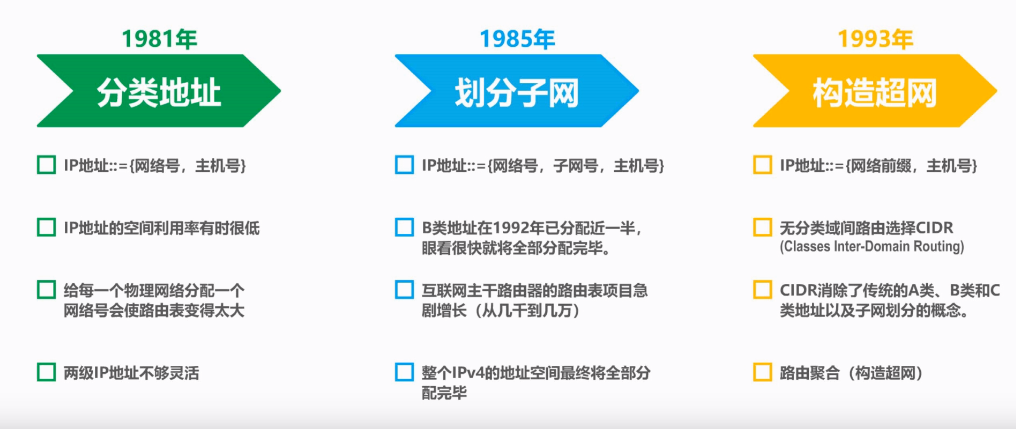 1981年
分类地址
IP地址::={网络号，主机号}
IP地址的空间利用率有时很低
给每一个物理网络分配一个
网络号会使路由表变得太大
两级IP地址不够灵活
1985年
划分子网
IP地址::={网络号，子网号，主机号}
B类地址在1992年已分配近一半，
眼看很快就将全部分配完毕。
互联网主干路由器的路由表项目急
剧增长（从几千到几万）
整个IPv4的地址空间最终将全部分
配完毕
1993年
构造超网
IP地址::={网络前缀，主机号}
无分类域间路由选择CIDR
(Classes Inter-Domain Routing)
CIDR消除了传统的A类、B类和C
类地址以及子网划分的概念。
路由聚合（构造超网）